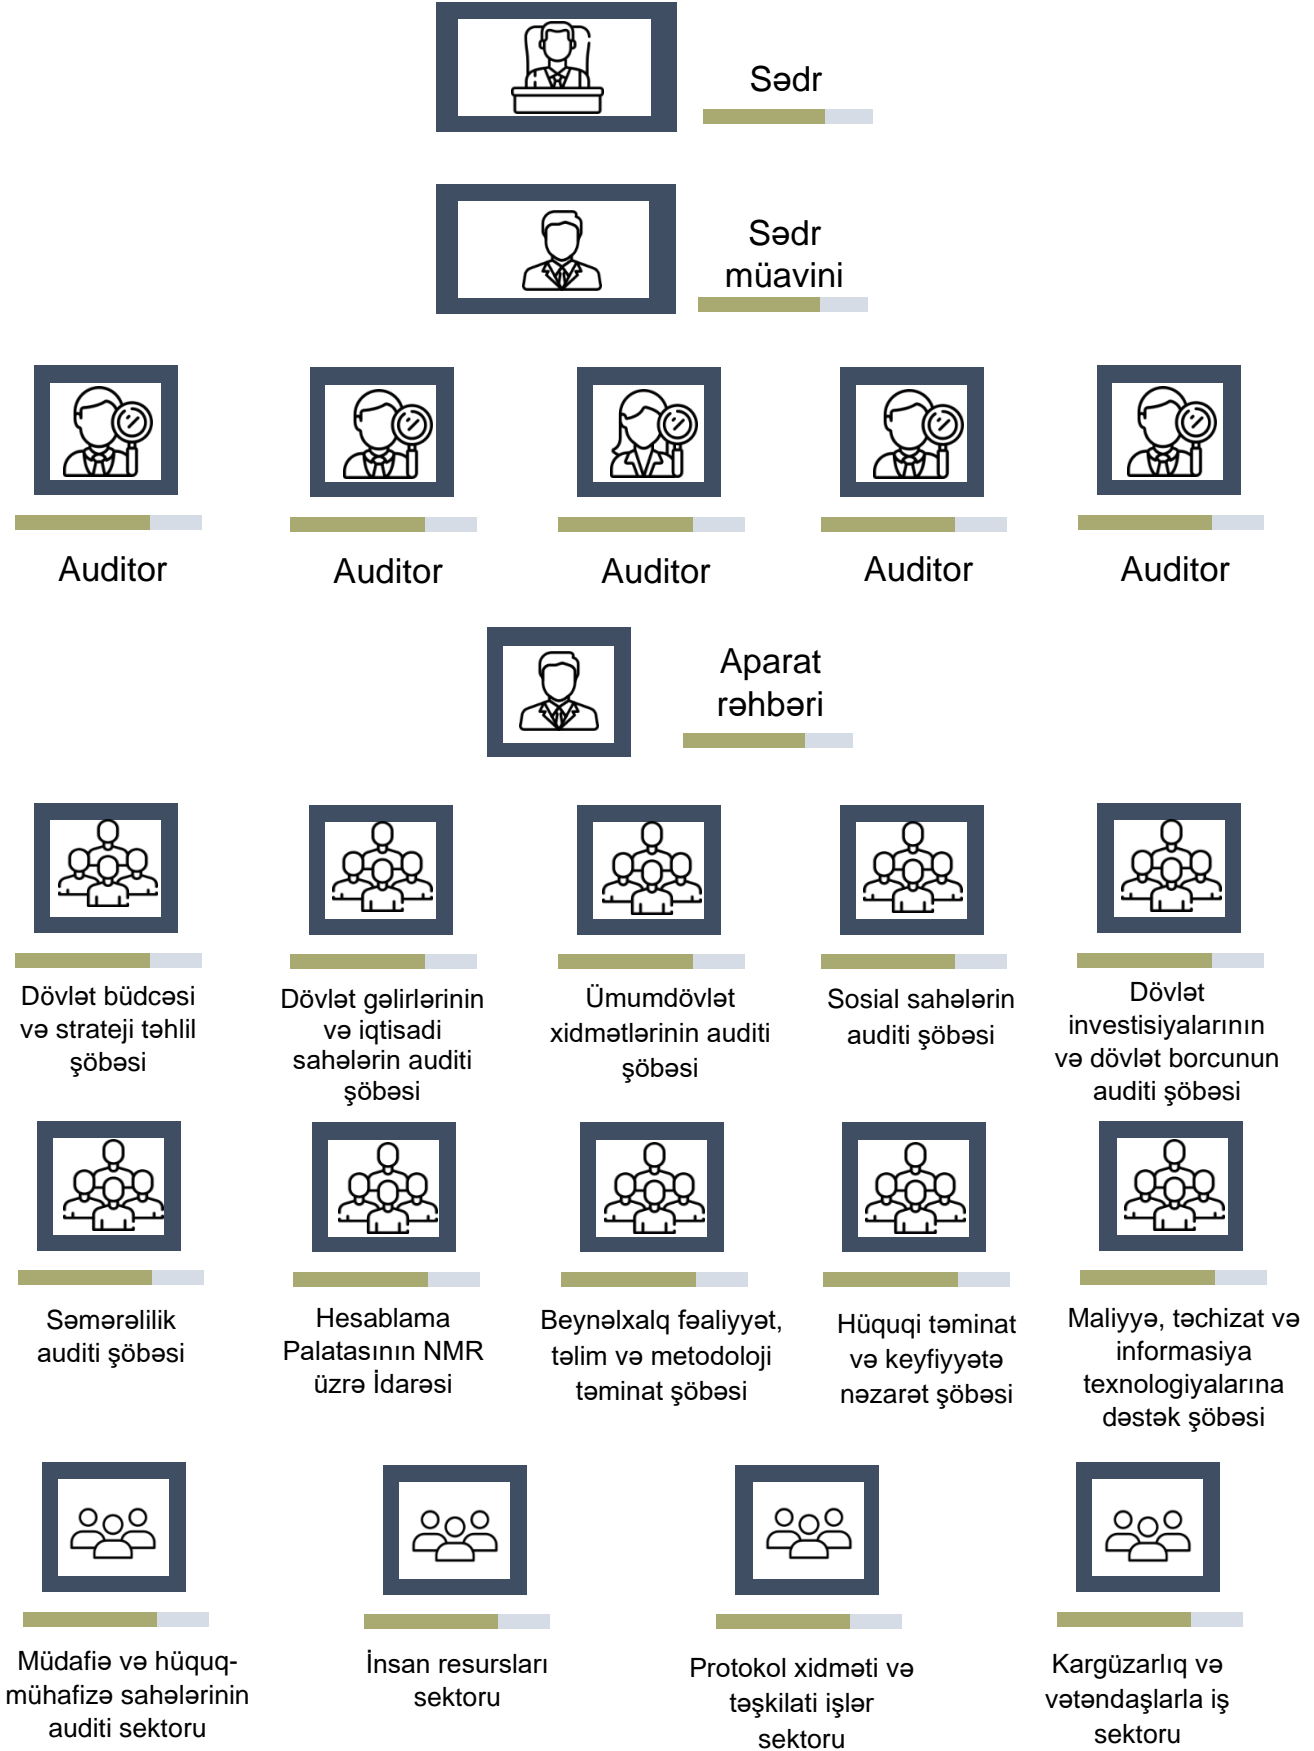 Sədr
Sədr
müavini
Auditor
Auditor
Auditor
Auditor
Auditor
Aparat
rəhbəri
Dövlət büdcəsi
və strateji təhlil
şöbəsi
Dövlət gəlirlərinin
və iqtisadi
sahələrin auditi
şöbəsi
Ümumdövlət
xidmətlərinin auditi
şöbəsi
Sosial sahələrin
auditi şöbəsi
Dövlət
investisiyalarının
və dövlət borcunun
auditi şöbəsi
Səmərəlilik
auditi şöbəsi
Hesablama
Palatasının NMR
üzrə İdarəsi
Beynəlxalq fəaliyyət,
təlim və metodoloji
təminat şöbəsi
Hüquqi təminat
və keyfiyyətə
nəzarət şöbəsi
Maliyyə, təchizat və
informasiya
texnologiyalarına
dəstək şöbəsi
Müdafiə və hüquq-
mühafizə sahələrinin
auditi sektoru
İnsan resursları
sektoru
Protokol xidməti və
təşkilati işlər
sektoru
Kargüzarlıq və
vətəndaşlarla iş
sektoru